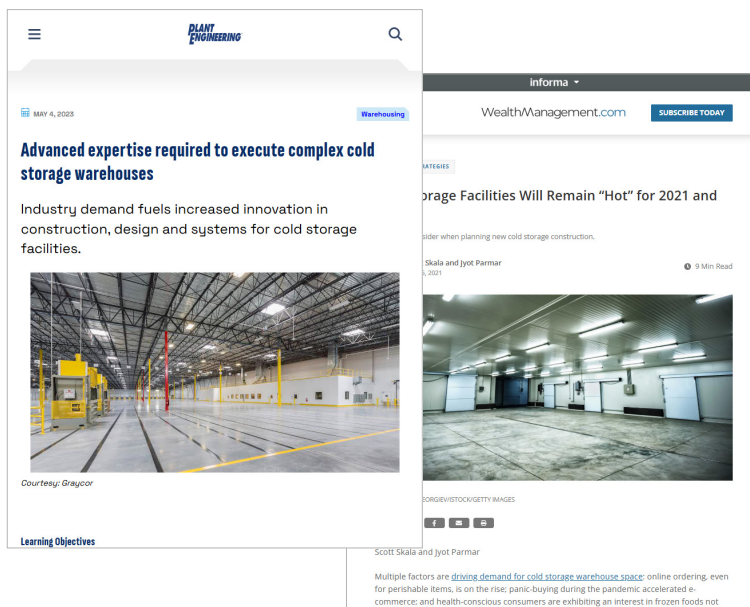 PLANT
ENGINEERING
MAY 4, 2023
Warehousing
Advanced expertise required to execute complex cold
storage warehouses
Industry demand fuels increased innovation in
construction, design and systems for cold storage
facilities.
Courtesy: Graycor
Learning Objectives
informa
WealthManagement.com
SUBSCRIBE TODAY
RATEGIES
orage Facilities Will Remain “Hot” for 2021 and
sider when planning new cold storage construction.
Skala and Jyot Parmar
, 2021
9 Min Read
EORGIEV/ISTOCK/GETTY IMAGES
Scott Skala and Jyot Parmar
Multiple factors are driving demand for cold storage warehouse space: online ordering, even
for perishable items, is on the rise; panic-buying during the pandemic accelerated e-
commerce; and health-conscious consumers are exhibiting an interest in frozen foods not